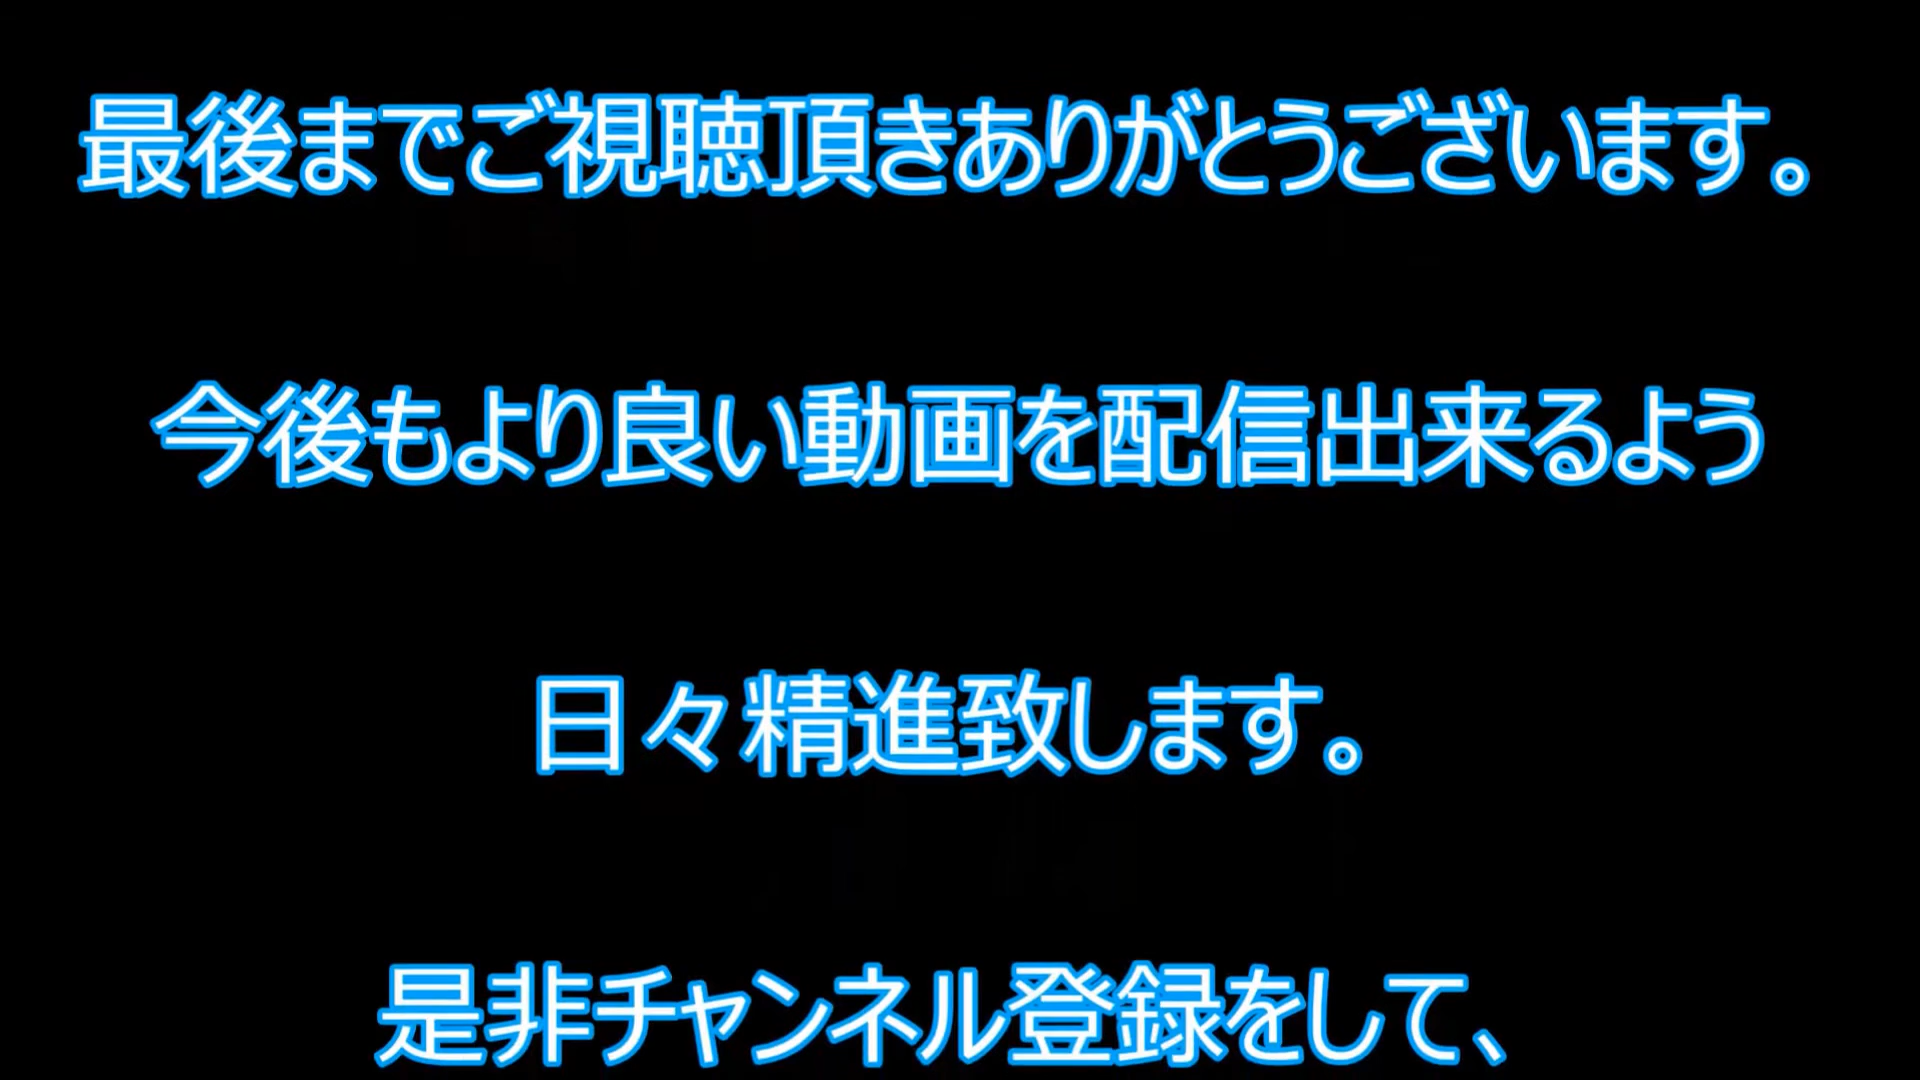 最後までご視聴頂きありがとうございます。
今後もより良い動画を配信出来るよう
日々精進致します。
是非チャンネル登録をして、